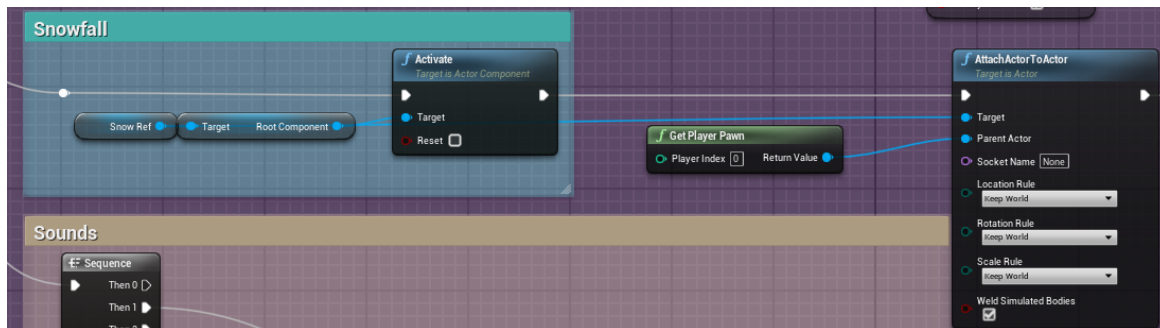 Snowfall
f Activate
Target is Actor Component
Target
Reset
Snow Ref
Target
Root Component
f Get Player Pawn
Player Index 0
Return Value
f AttachActorToActor
Target is Actor
Target
Parent Actor
Socket Name None
Location Rule
Keep World
Rotation Rule
Keep World
Scale Rule
Keep World
Weld Simulated Bodies
Sounds
Sequence
Then 0
Then 1